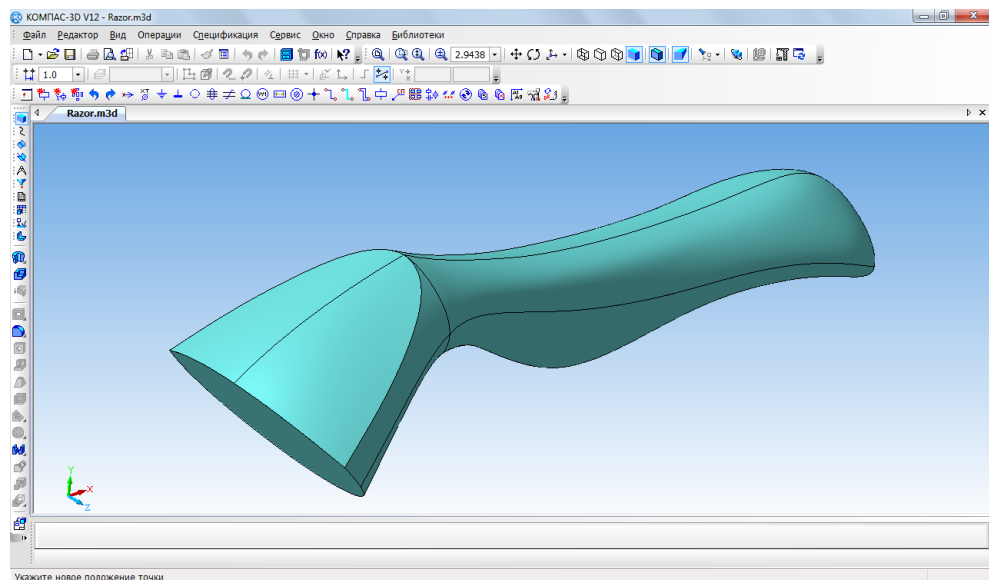 КОМПАС-3D V12 - Razor.m3d
Файл Редактор Вид Операции Спецификация Сервис Окно Справка Библиотеки
f(x) 2.9438
1.0
Razor.m3d
Y
X
Z
Укажите новое положение точки